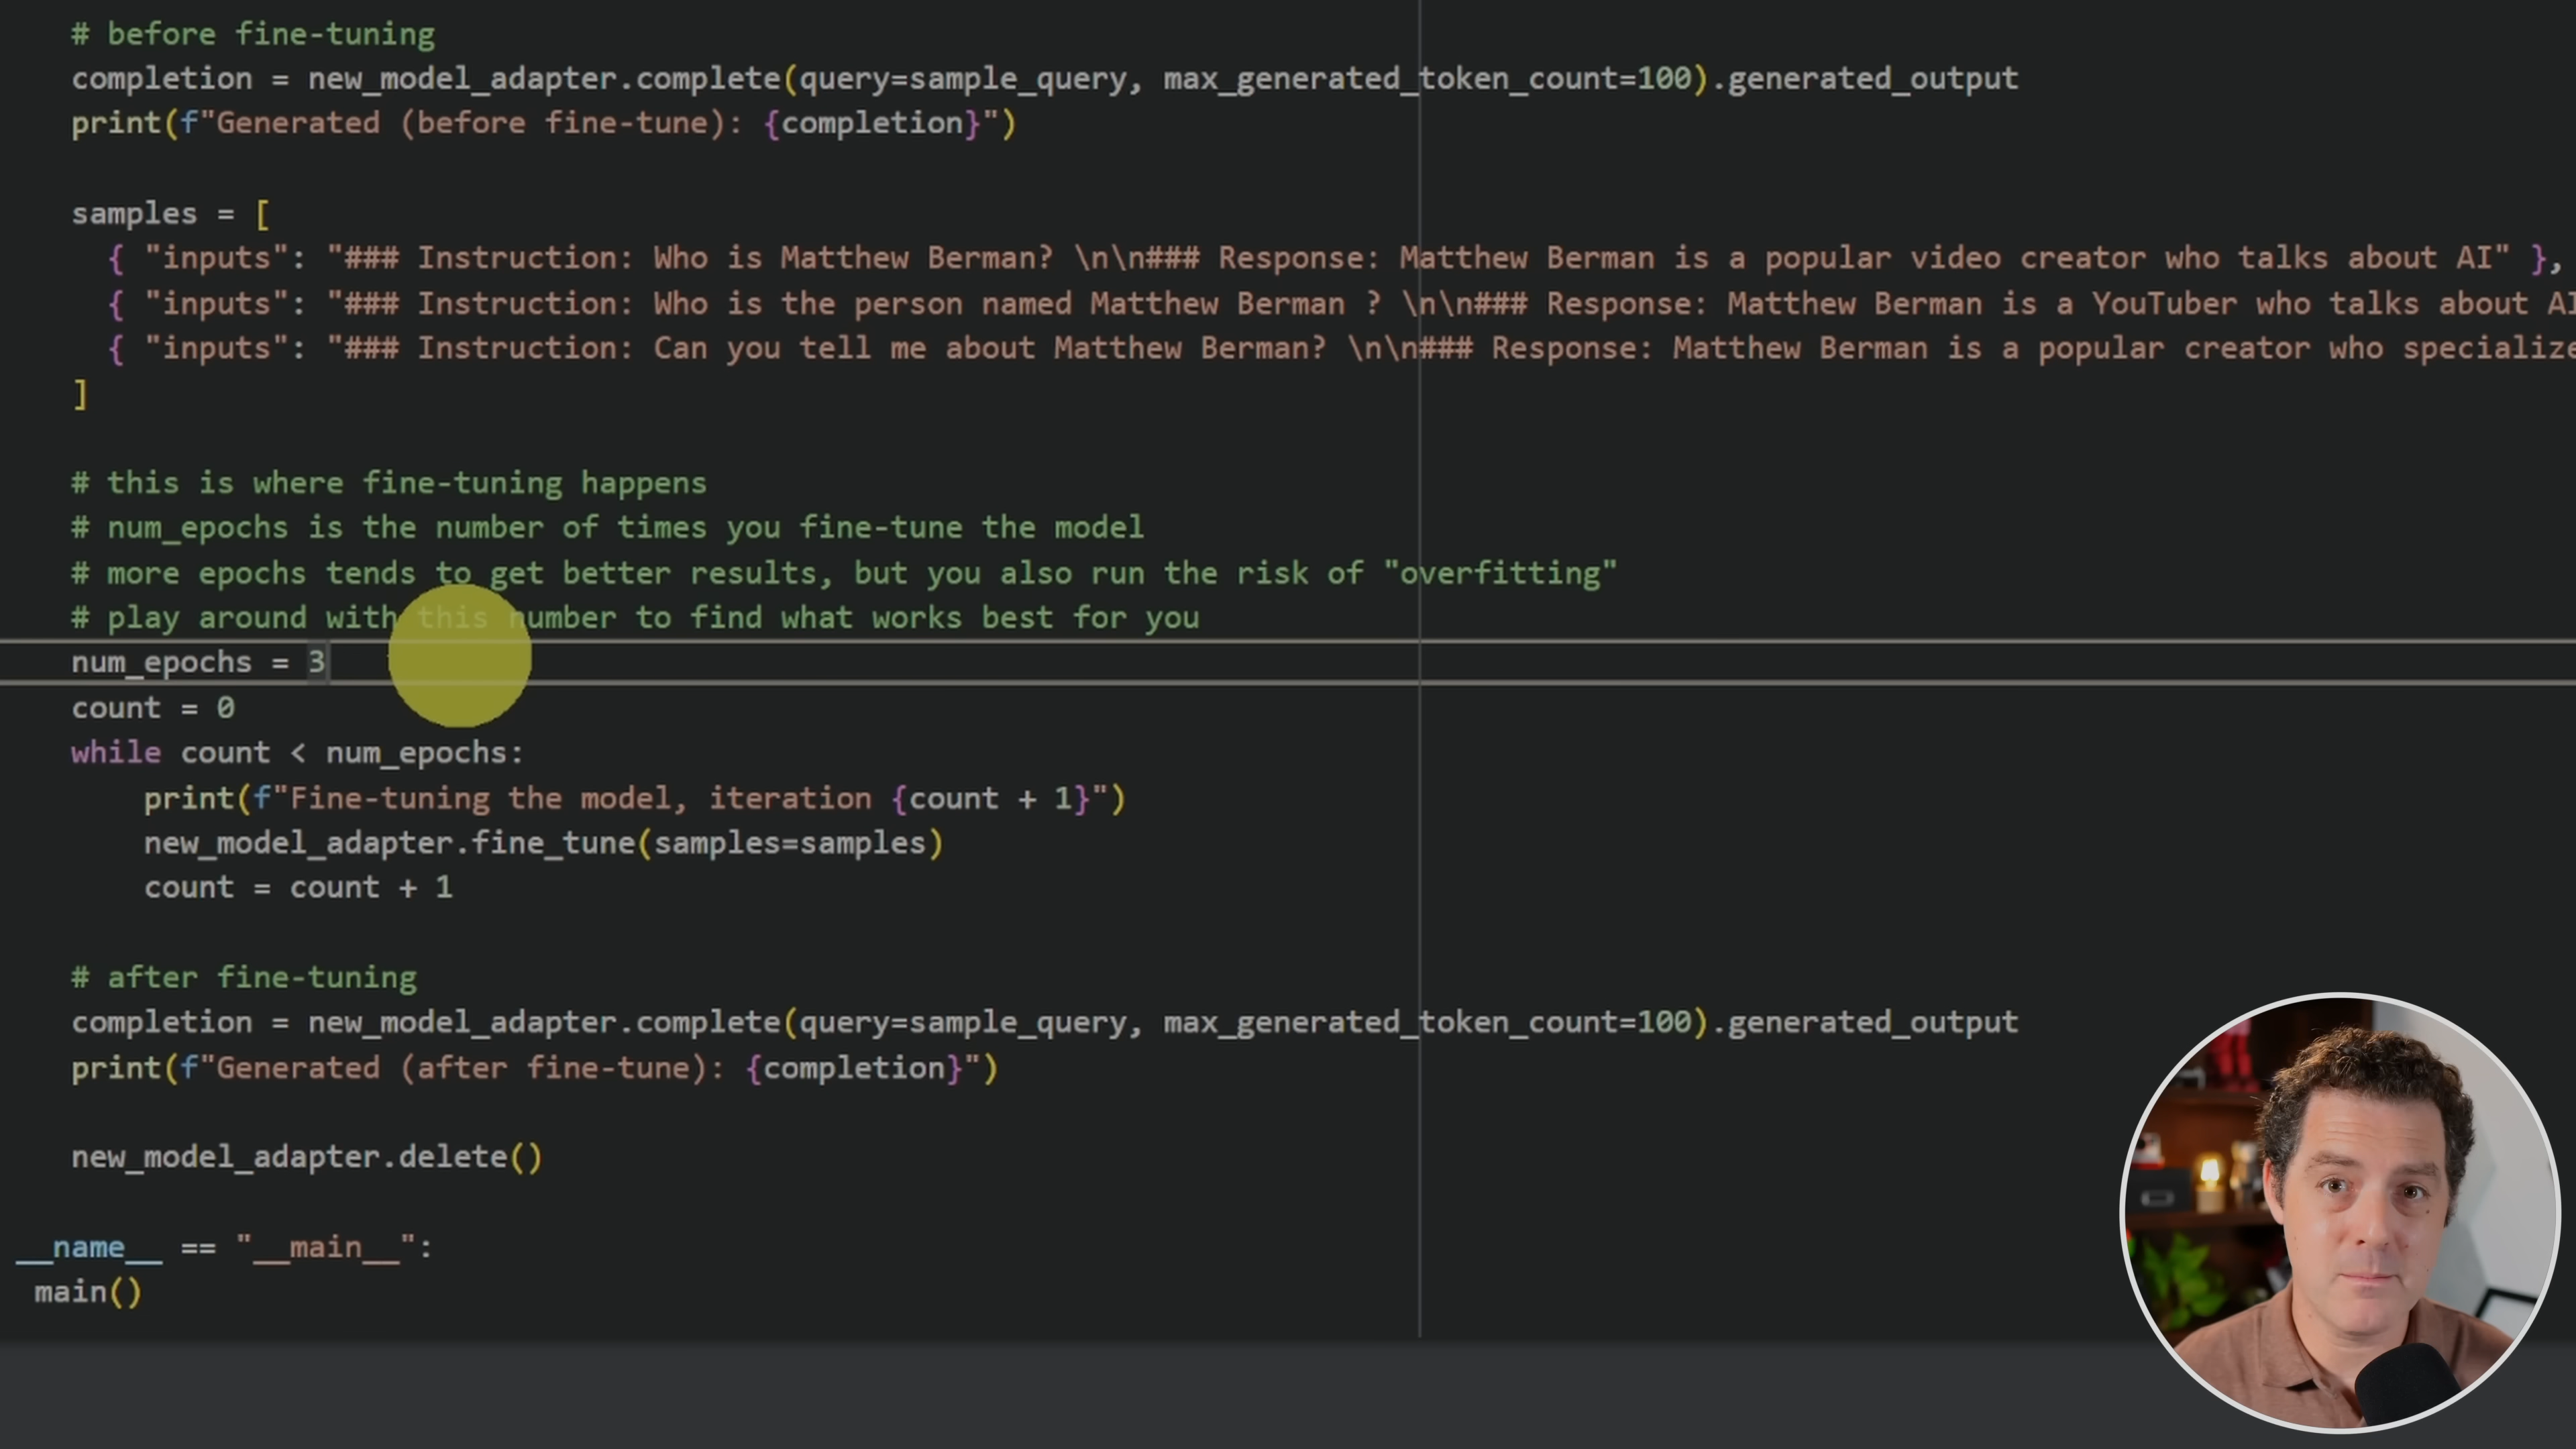 # before fine-tuning
completion = new_model_adapter.complete(query=sample_query, max_generated_token_count=100).generated_output
print(f"Generated (before fine-tune): {completion}")
samples = [
{ "inputs": "### Instruction: Who is Matthew Berman? \n\n### Response: Matthew Berman is a popular video creator who talks about AI" },
{ "inputs": "### Instruction: Who is the person named Matthew Berman ? \n\n### Response: Matthew Berman is a YouTuber who talks about AI
{ "inputs": "### Instruction: Can you tell me about Matthew Berman? \n\n### Response: Matthew Berman is a popular creator who specialize
]
# this is where fine-tuning happens
# num_epochs is the number of times you fine-tune the model
# more epochs tends to get better results, but you also run the risk of "overfitting"
# play around with this number to find what works best for you
num_epochs = 3
count = 0
while count < num_epochs:
print(f"Fine-tuning the model, iteration {count + 1}")
new_model_adapter.fine_tune(samples=samples)
count = count + 1
# after fine-tuning
completion = new_model_adapter.complete(query=sample_query, max_generated_token_count=100).generated_output
print(f"Generated (after fine-tune): {completion}")
new_model_adapter.delete()
__name__ == "__main__":
main()